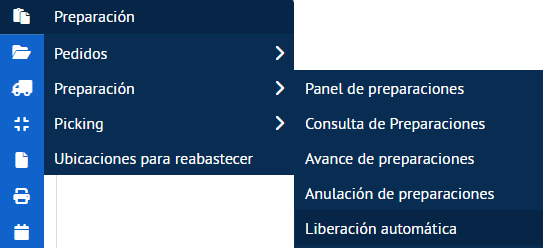 Preparación
Pedidos
Preparación
Picking
Ubicaciones para reabastecer
Panel de preparaciones
Consulta de Preparaciones
Avance de preparaciones
Anulación de preparaciones
Liberación automática